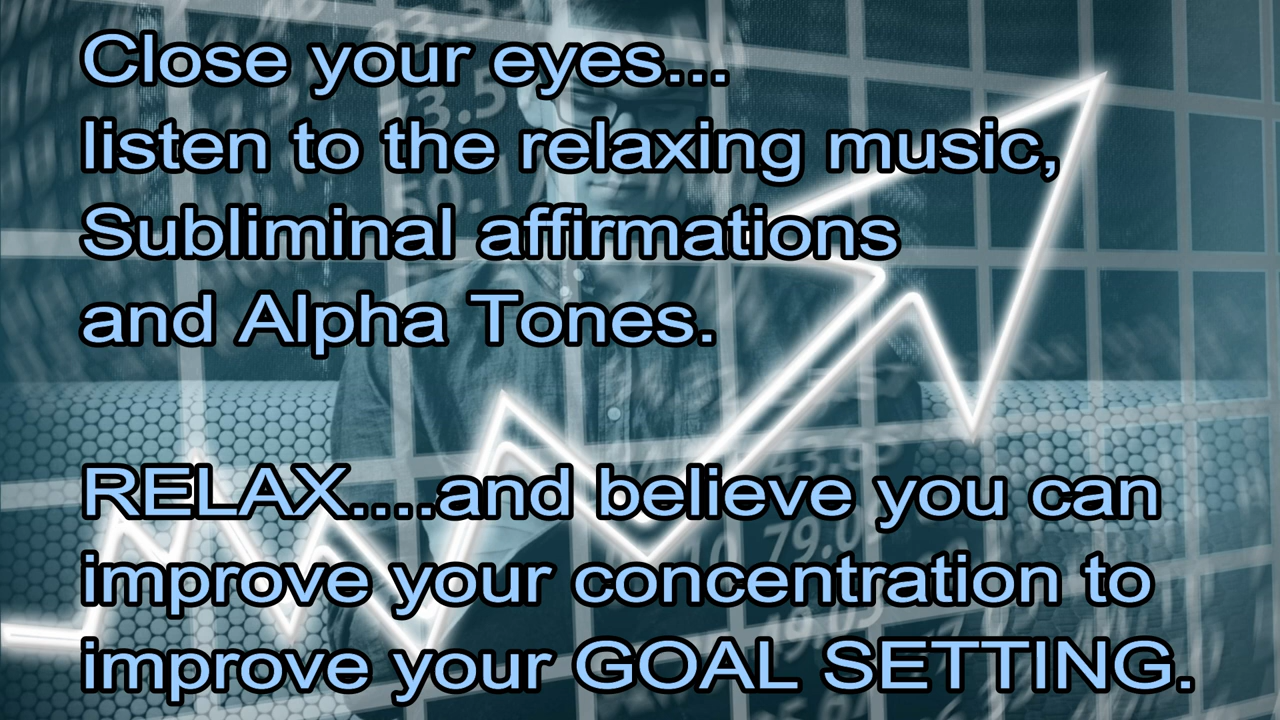 Close your eyes...
listen to the relaxing music,
Subliminal affirmations
and Alpha Tones.
RELAX....and believe you can
improve your concentration to
improve your GOAL SETTING.